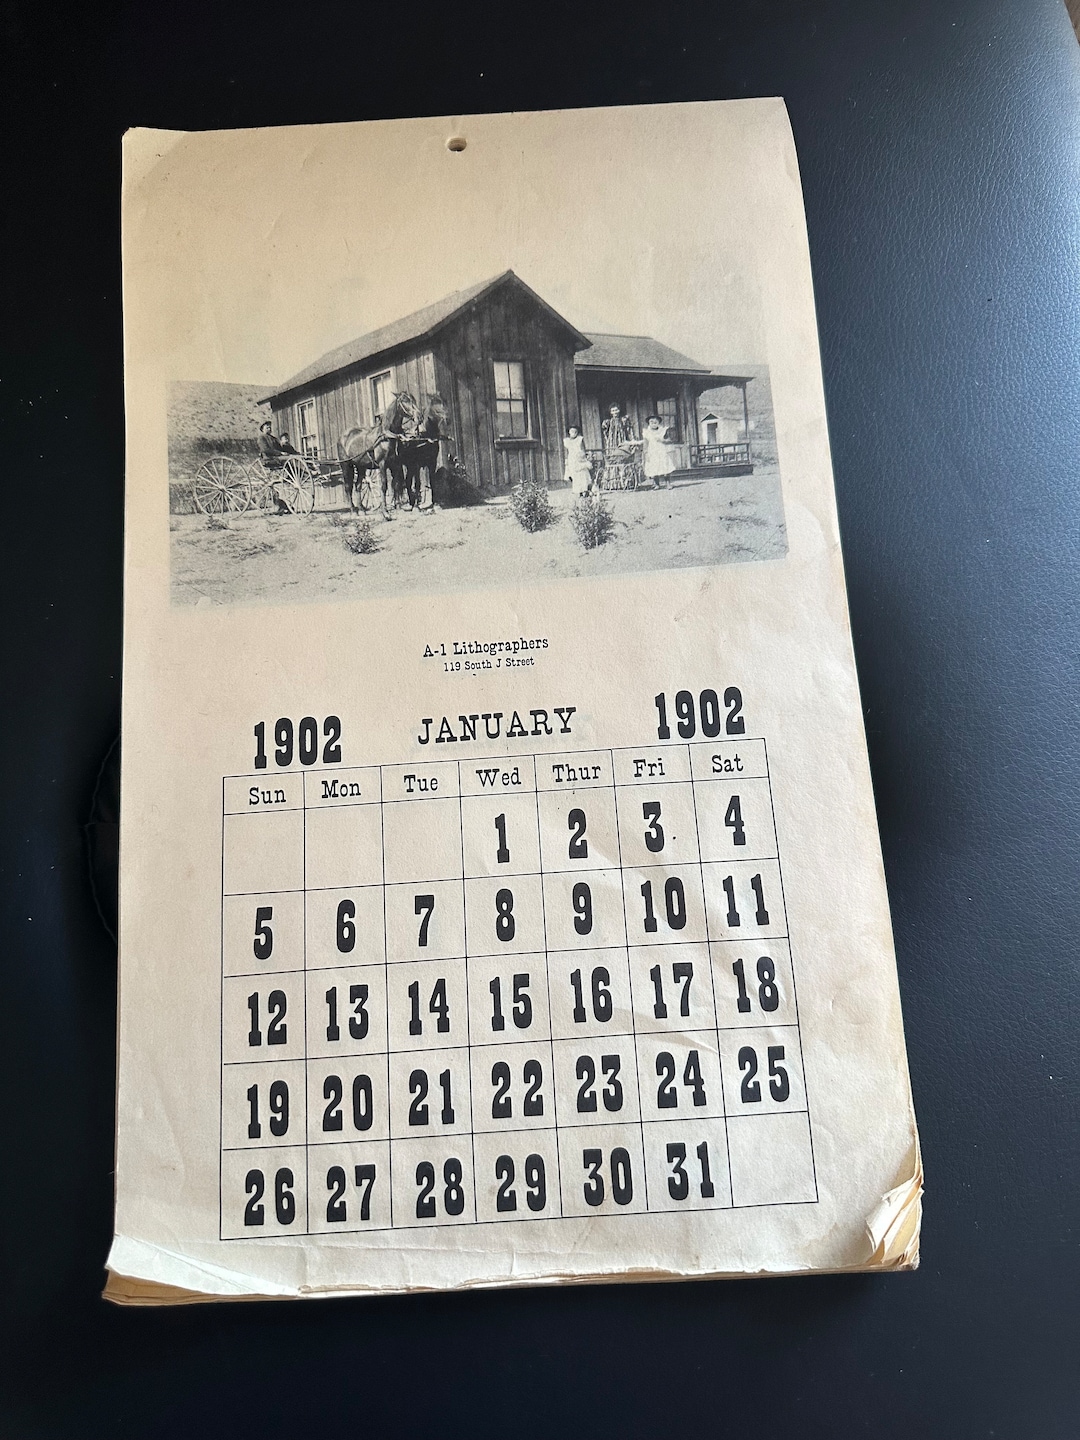 A-1 Lithographers
119 South J Street
1902 JANUARY 1902
Sun Mon Tue Wed Thur Fri Sat
1 2 3 4
5 6 7 8 9 10 11
12 13 14 15 16 17 18
19 20 21 22 23 24 25
26 27 28 29 30 31